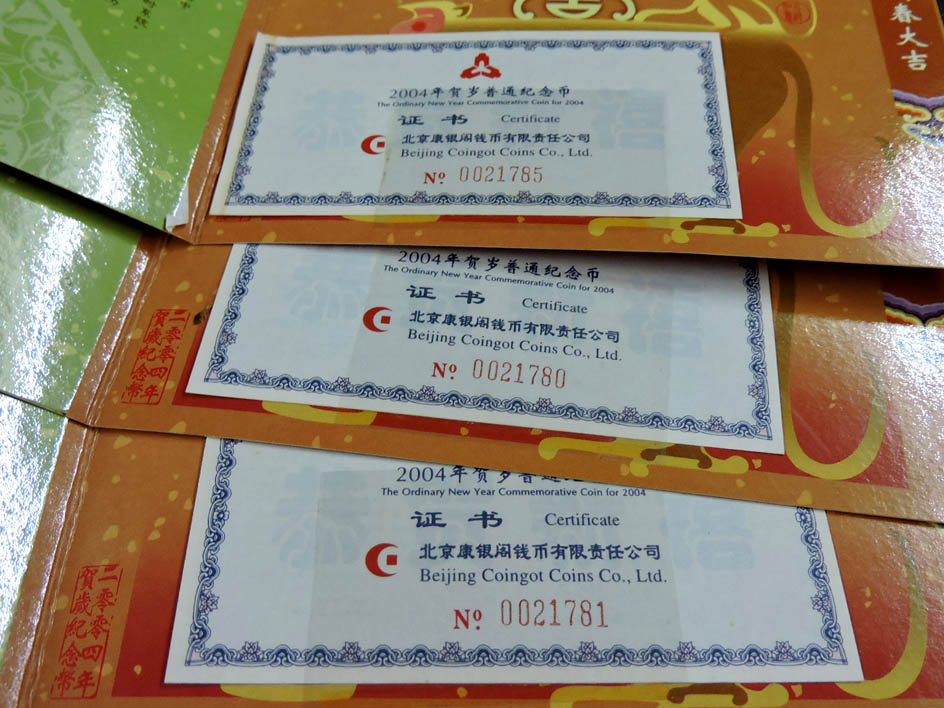 春大吉
2004年贺岁普通纪念币
The Ordinary New Year Commemorative Coin for 2004
证书 Certificate
北京康银阁钱币有限责任公司
Beijing Coingot Coins Co., Ltd.
№ 0021785
2004年贺岁普通纪念币
The Ordinary New Year Commemorative Coin for 2004
证书 Certificate
北京康银阁钱币有限责任公司
Beijing Coingot Coins Co., Ltd.
№ 0021780
二〇〇四年
賀歲紀念幣
2004年贺岁普通纪念
The Ordinary New Year Commemorative Coin for 2004
证书 Certificate
北京康银阁钱币有限责任公司
Beijing Coingot Coins Co., Ltd.
№ 0021781
二零零四年
賀歲紀念幣